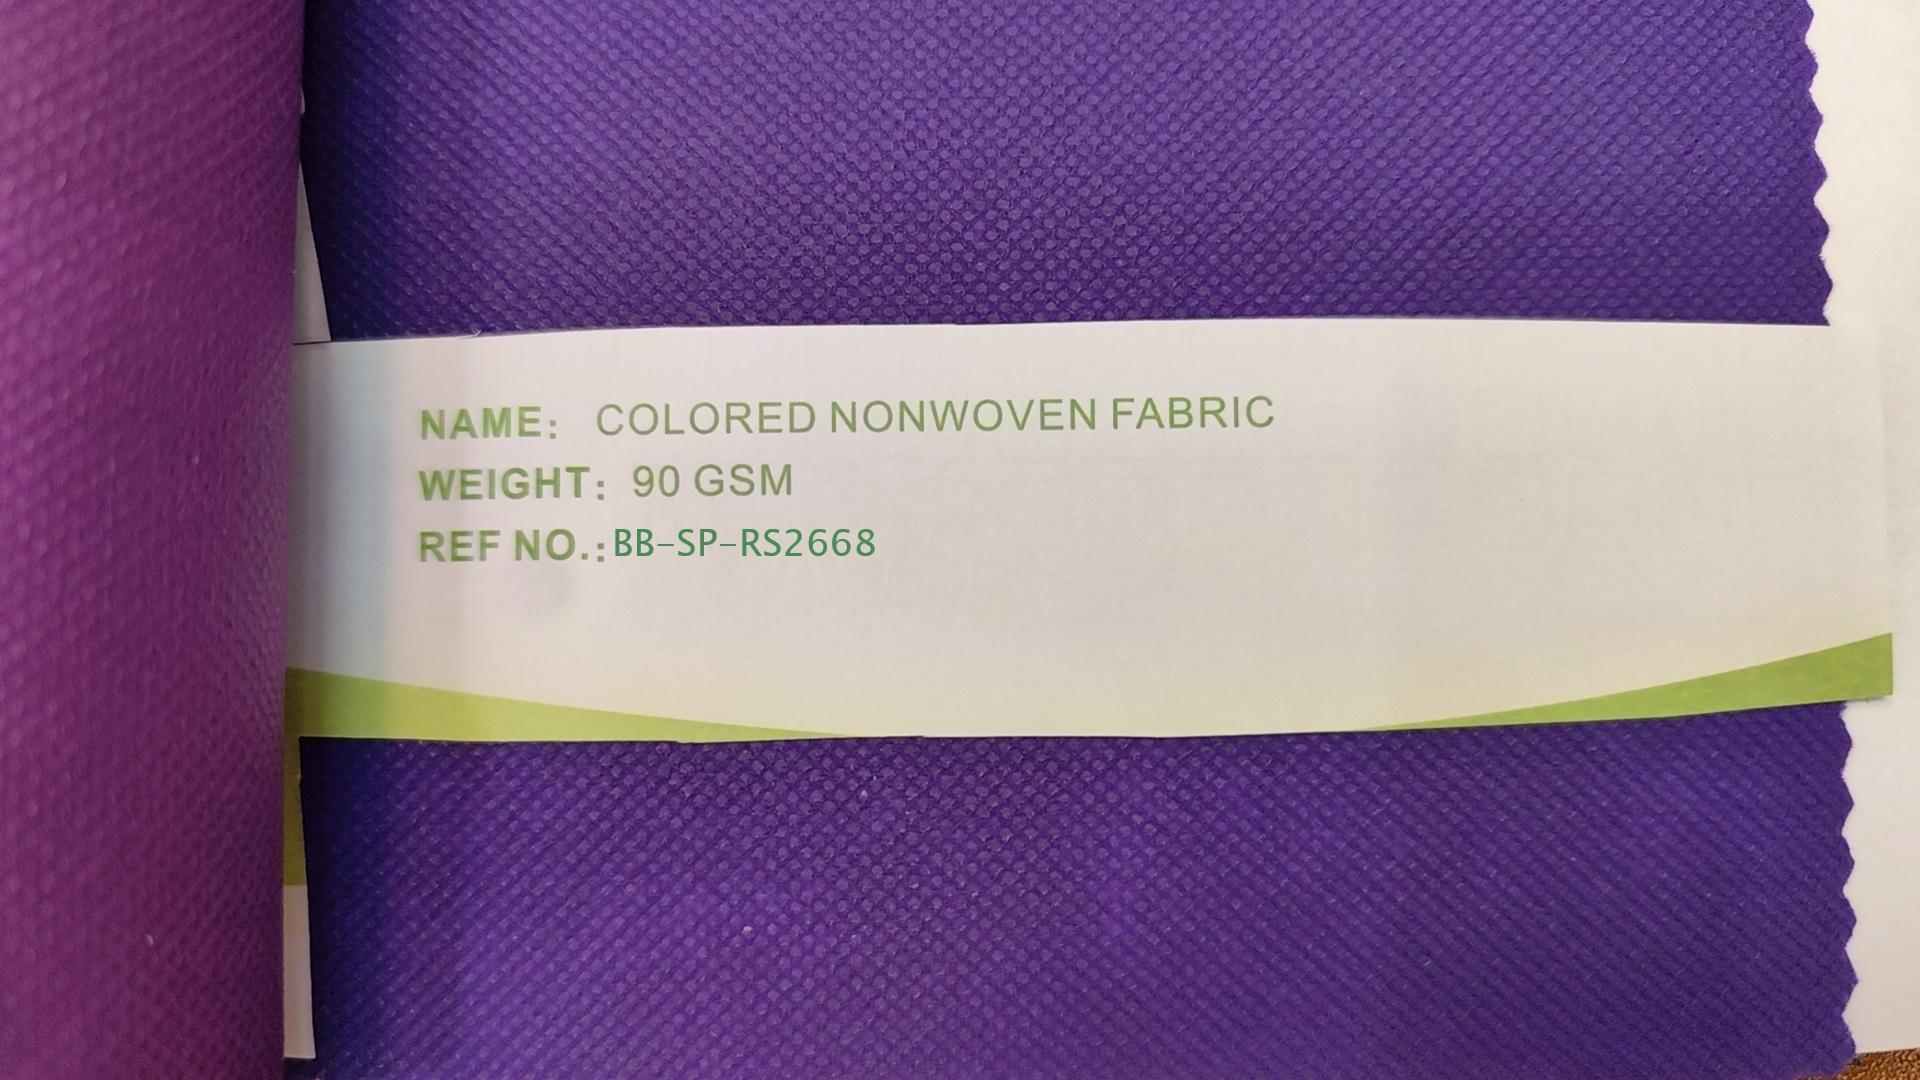 NAME: COLORED NONWOVEN FABRIC
WEIGHT: 90 GSM
REF NO.: BB-SP-RS2668